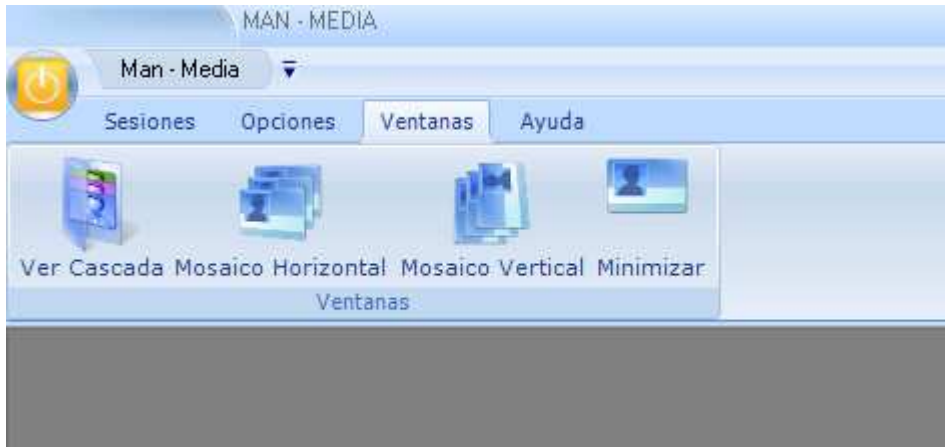 MAN - MEDIA
Man - Media
Sesiones Opciones Ventanas Ayuda
Ver Cascada Mosaico Horizontal Mosaico Vertical Minimizar
Ventanas